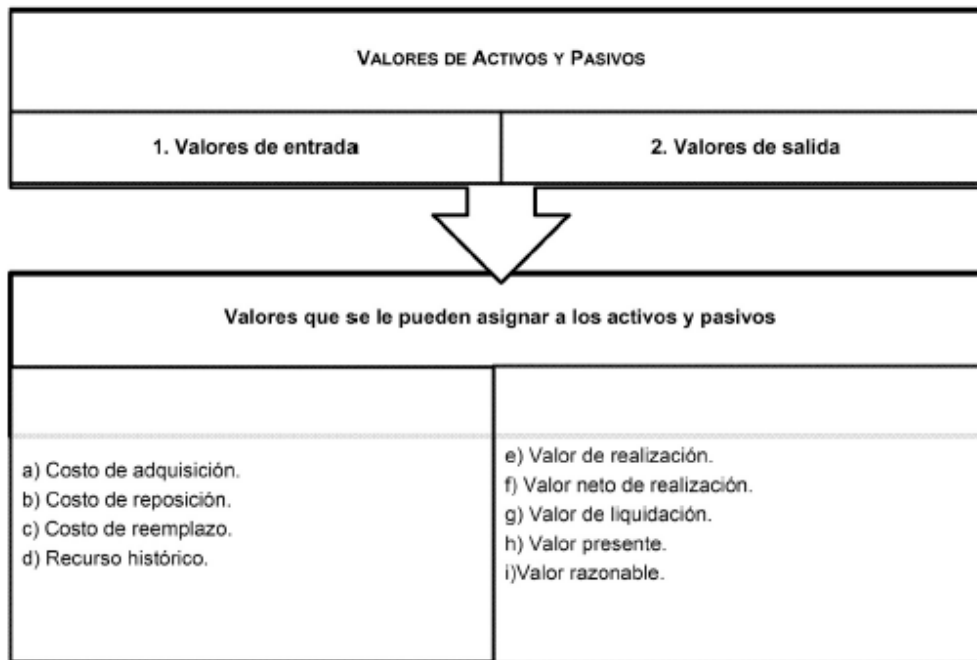 VALORES DE ACTIVOS Y PASIVOS
1. Valores de entrada
2. Valores de salida
Valores que se le pueden asignar a los activos y pasivos
a) Costo de adquisición.
b) Costo de reposición.
c) Costo de reemplazo.
d) Recurso histórico.
e) Valor de realización.
f) Valor neto de realización.
g) Valor de liquidación.
h) Valor presente.
i)Valor razonable.